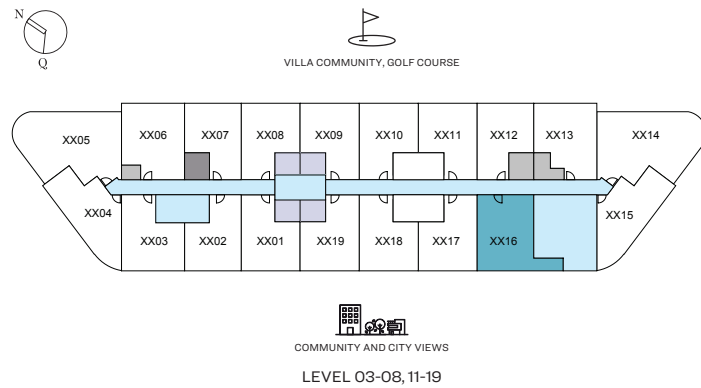 N
Q
VILLA COMMUNITY, GOLF COURSE
XX05
XX06
XX07
XX08
XX09
XX10
XX11
XX12
XX13
XX14
XX04
XX03
XX02
XX01
XX19
XX18
XX17
XX16
XX15
COMMUNITY AND CITY VIEWS
LEVEL 03-08, 11-19